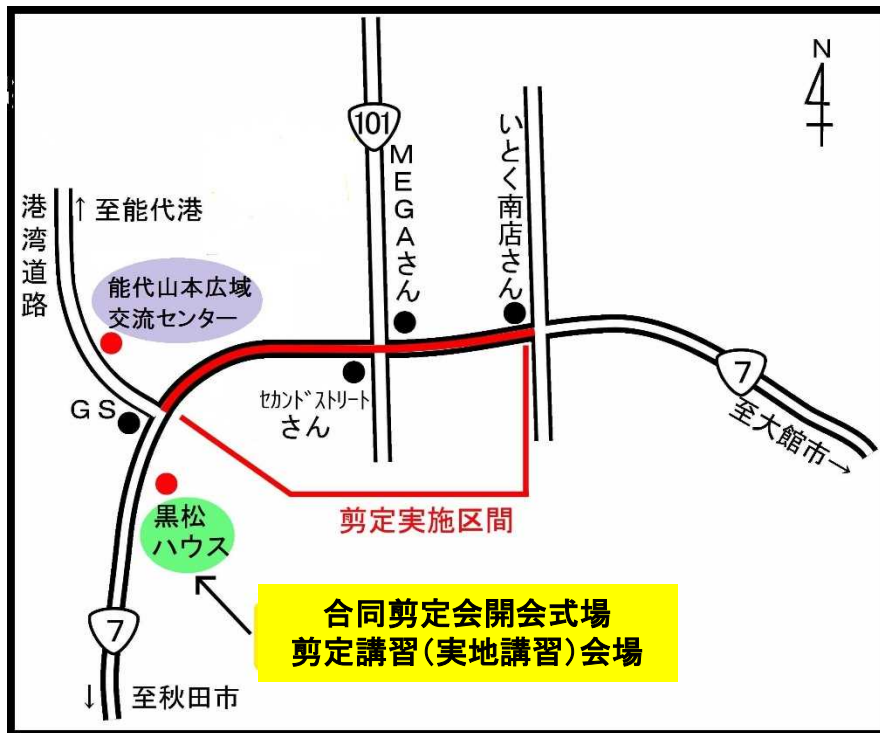 N
101
MEGAさん
いとく南店さん
港湾道路
↑至能代港
能代山本広域
交流センター
GS
セカンドストリート
さん
7
至大館市→
剪定実施区間
黒松
ハウス
合同剪定会開会式場
剪定講習(実地講習)会場
7
↓至秋田市